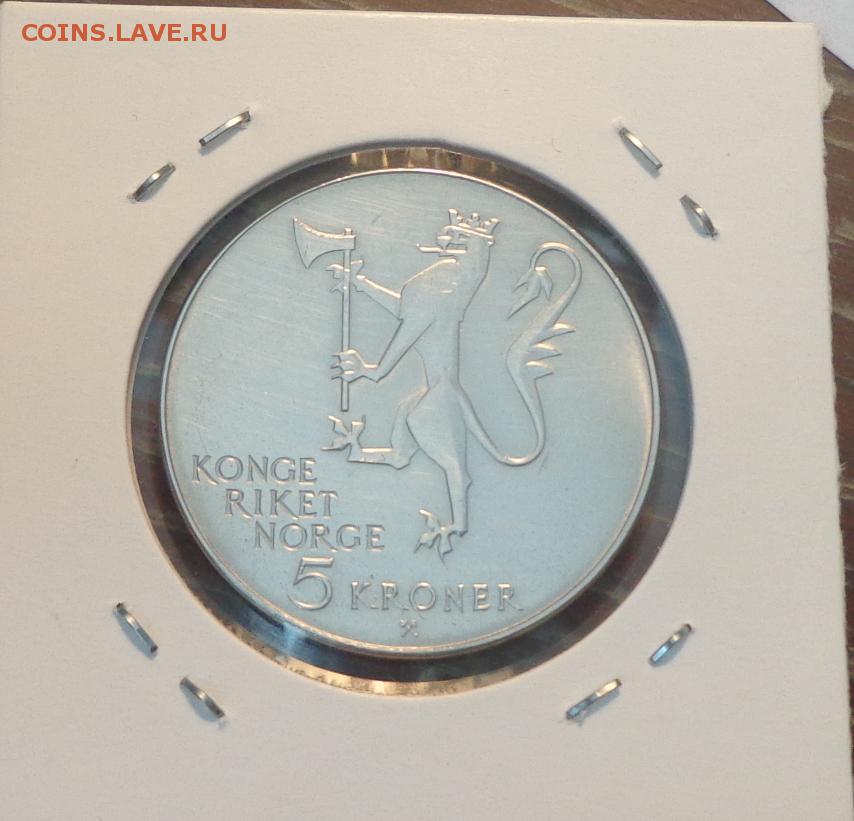 COINS.LAVE.RU
KONGE
RIKET
NORGE
5 KRONER